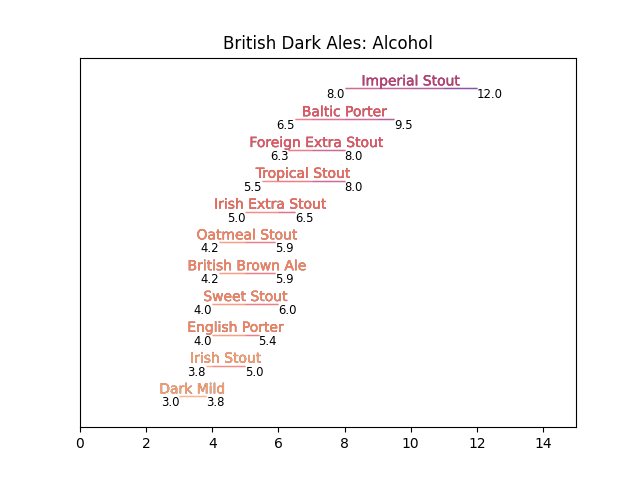 British Dark Ales: Alcohol
Imperial Stout
8.0 12.0
Baltic Porter
6.5 9.5
Foreign Extra Stout
6.3 8.0
Tropical Stout
5.5 8.0
Irish Extra Stout
5.0 6.5
Oatmeal Stout
4.2 5.9
British Brown Ale
4.2 5.9
Sweet Stout
4.0 6.0
English Porter
4.0 5.4
Irish Stout
3.8 5.0
Dark Mild
3.0 3.8
0 2 4 6 8 10 12 14